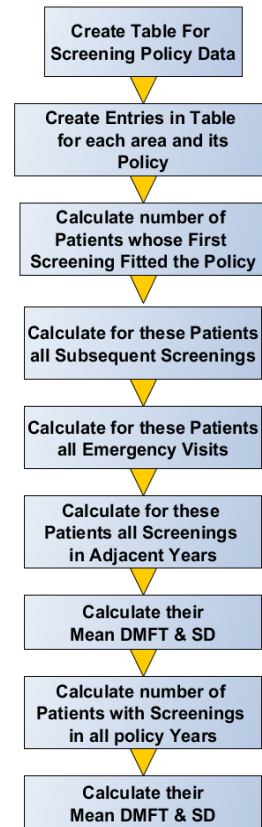 Create Table For
Screening Policy Data
Create Entries in Table
for each area and its
Policy
Calculate number of
Patients whose First
Screening Fitted the Policy
Calculate for these Patients
all Subsequent Screenings
Calculate for these Patients
all Emergency Visits
Calculate for these
Patients all Screenings
in Adjacent Years
Calculate their
Mean DMFT & SD
Calculate number of
Patients with Screenings
in all policy Years
Calculate their
Mean DMFT & SD